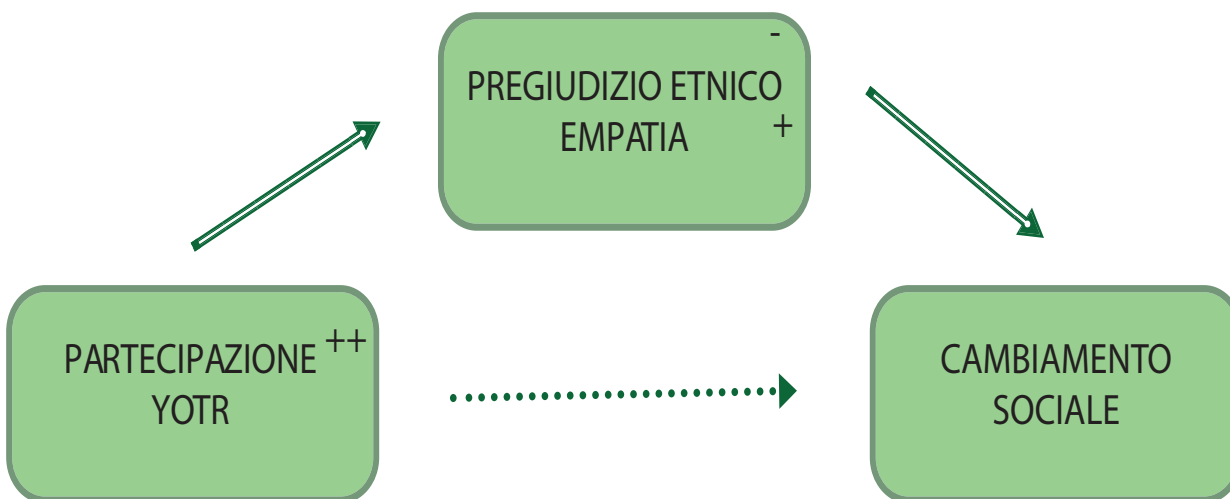 PREGIUDIZIO ETNICO -
EMPATIA +
PARTECIPAZIONE ++
YOTR
CAMBIAMENTO
SOCIALE